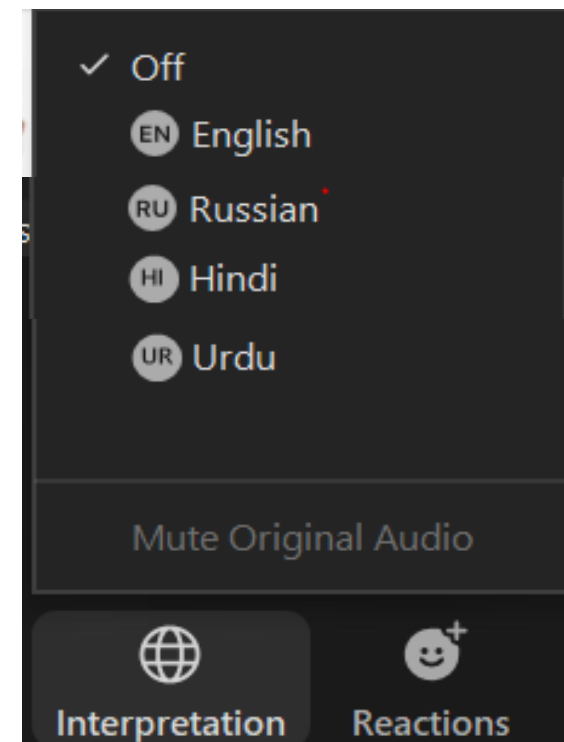 Off
EN English
RU Russian
HI Hindi
UR Urdu
Mute Original Audio
Interpretation Reactions